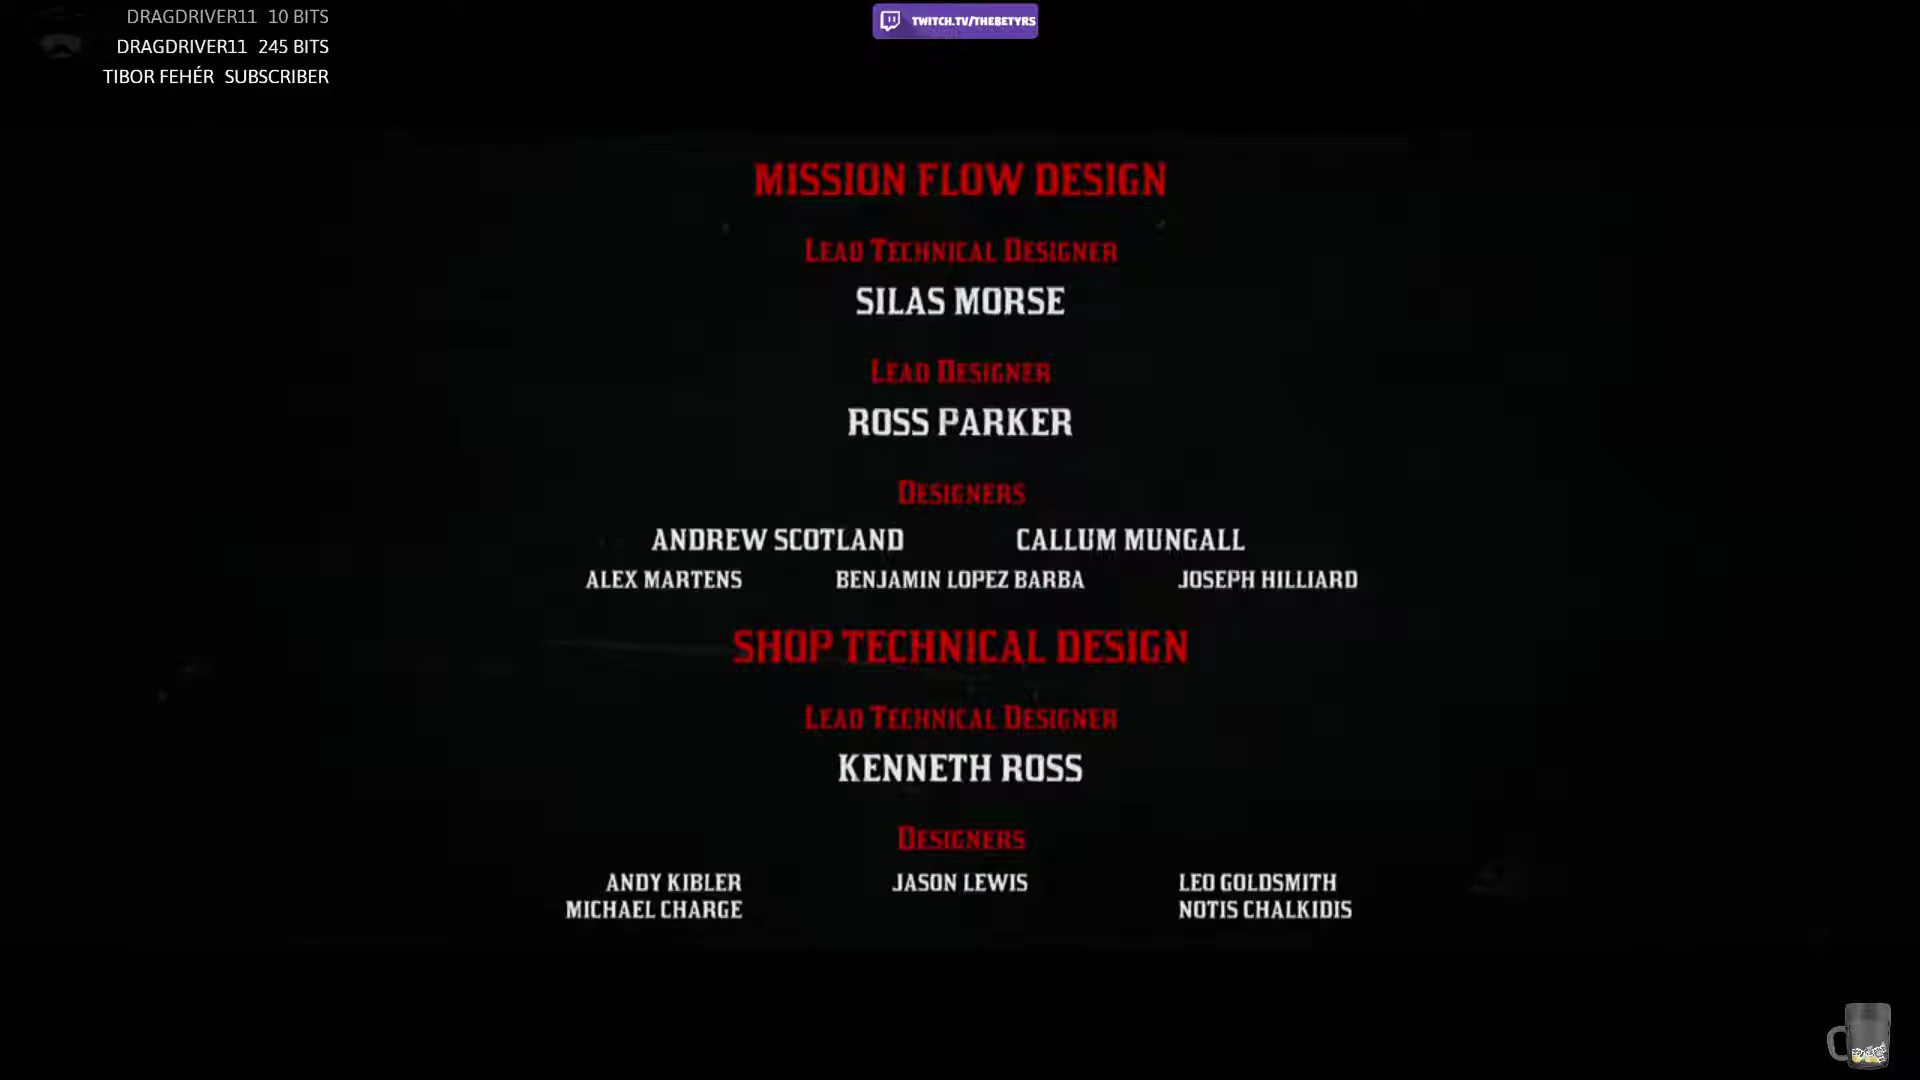 DRAGDRIVER11 10 BITS
DRAGDRIVER11 245 BITS
TIBOR FEHÉR SUBSCRIBER
TWITCH.TV/THEBETYRS
MISSION FLOW DESIGN
LEAD TECHNICAL DESIGNER
SILAS MORSE
LEAD DESIGNER
ROSS PARKER
DESIGNERS
ANDREW SCOTLAND CALLUM MUNGALL
ALEX MARTENS BENJAMIN LOPEZ BARBA JOSEPH HILLIARD
SHOP TECHNICAL DESIGN
LEAD TECHNICAL DESIGNER
KENNETH ROSS
DESIGNERS
ANDY KIBLER JASON LEWIS LEO GOLDSMITH
MICHAEL CHARGE NOTIS CHALKIDIS